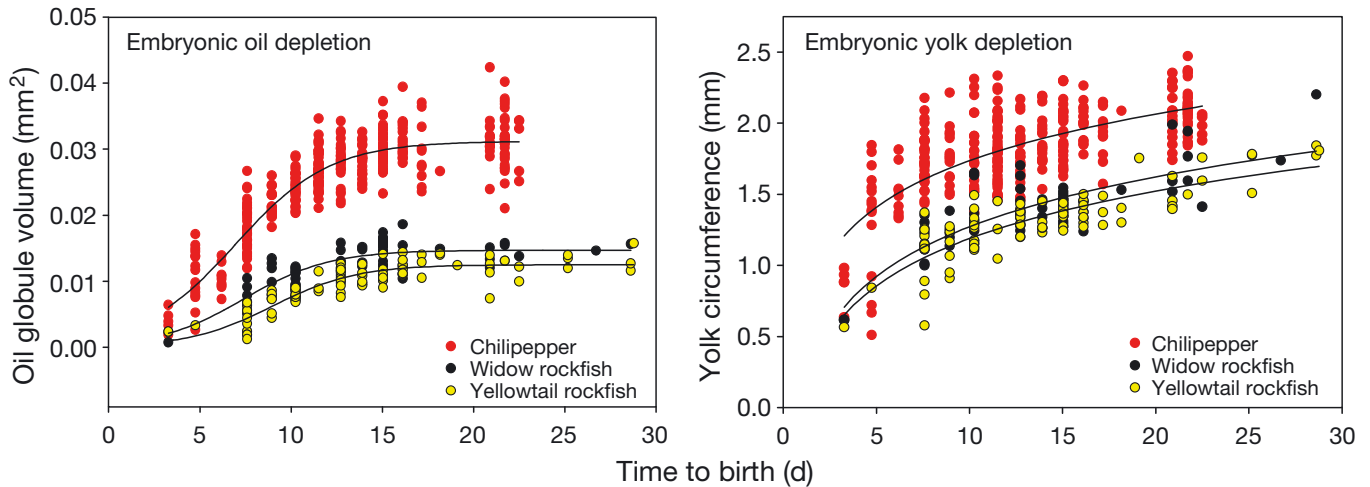 Embryonic oil depletion
Oil globule volume (mm²)
0.05
0.04
0.03
0.02
0.01
0.00
Chilipepper
Widow rockfish
Yellowtail rockfish
0 5 10 15 20 25 30
Embryonic yolk depletion
Yolk circumference (mm)
2.5
2.0
1.5
1.0
0.5
0.0
Chilipepper
Widow rockfish
Yellowtail rockfish
0 5 10 15 20 25 30
Time to birth (d)